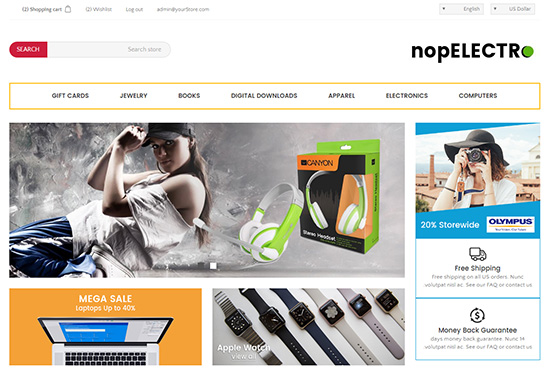 (2) Shopping cart (2) Wishlist Log out admin@yourStore.com English US Dollar
SEARCH Search store
nopELECTRO
GIFT CARDS JEWELRY BOOKS DIGITAL DOWNLOADS APPAREL ELECTRONICS COMPUTERS
CANYON
Stereo Headset
20% Storewide OLYMPUS
Free Shipping
Free shipping on all US orders. Nunc
volutpat nisl ac. See our FAQ or contact us
MEGA SALE
Laptops Up to 40%
Apple Watch
view all
Money Back Guarantee
days money back guarantee. Nunc 14
volutpat nisl ac. See our FAQ or contact us